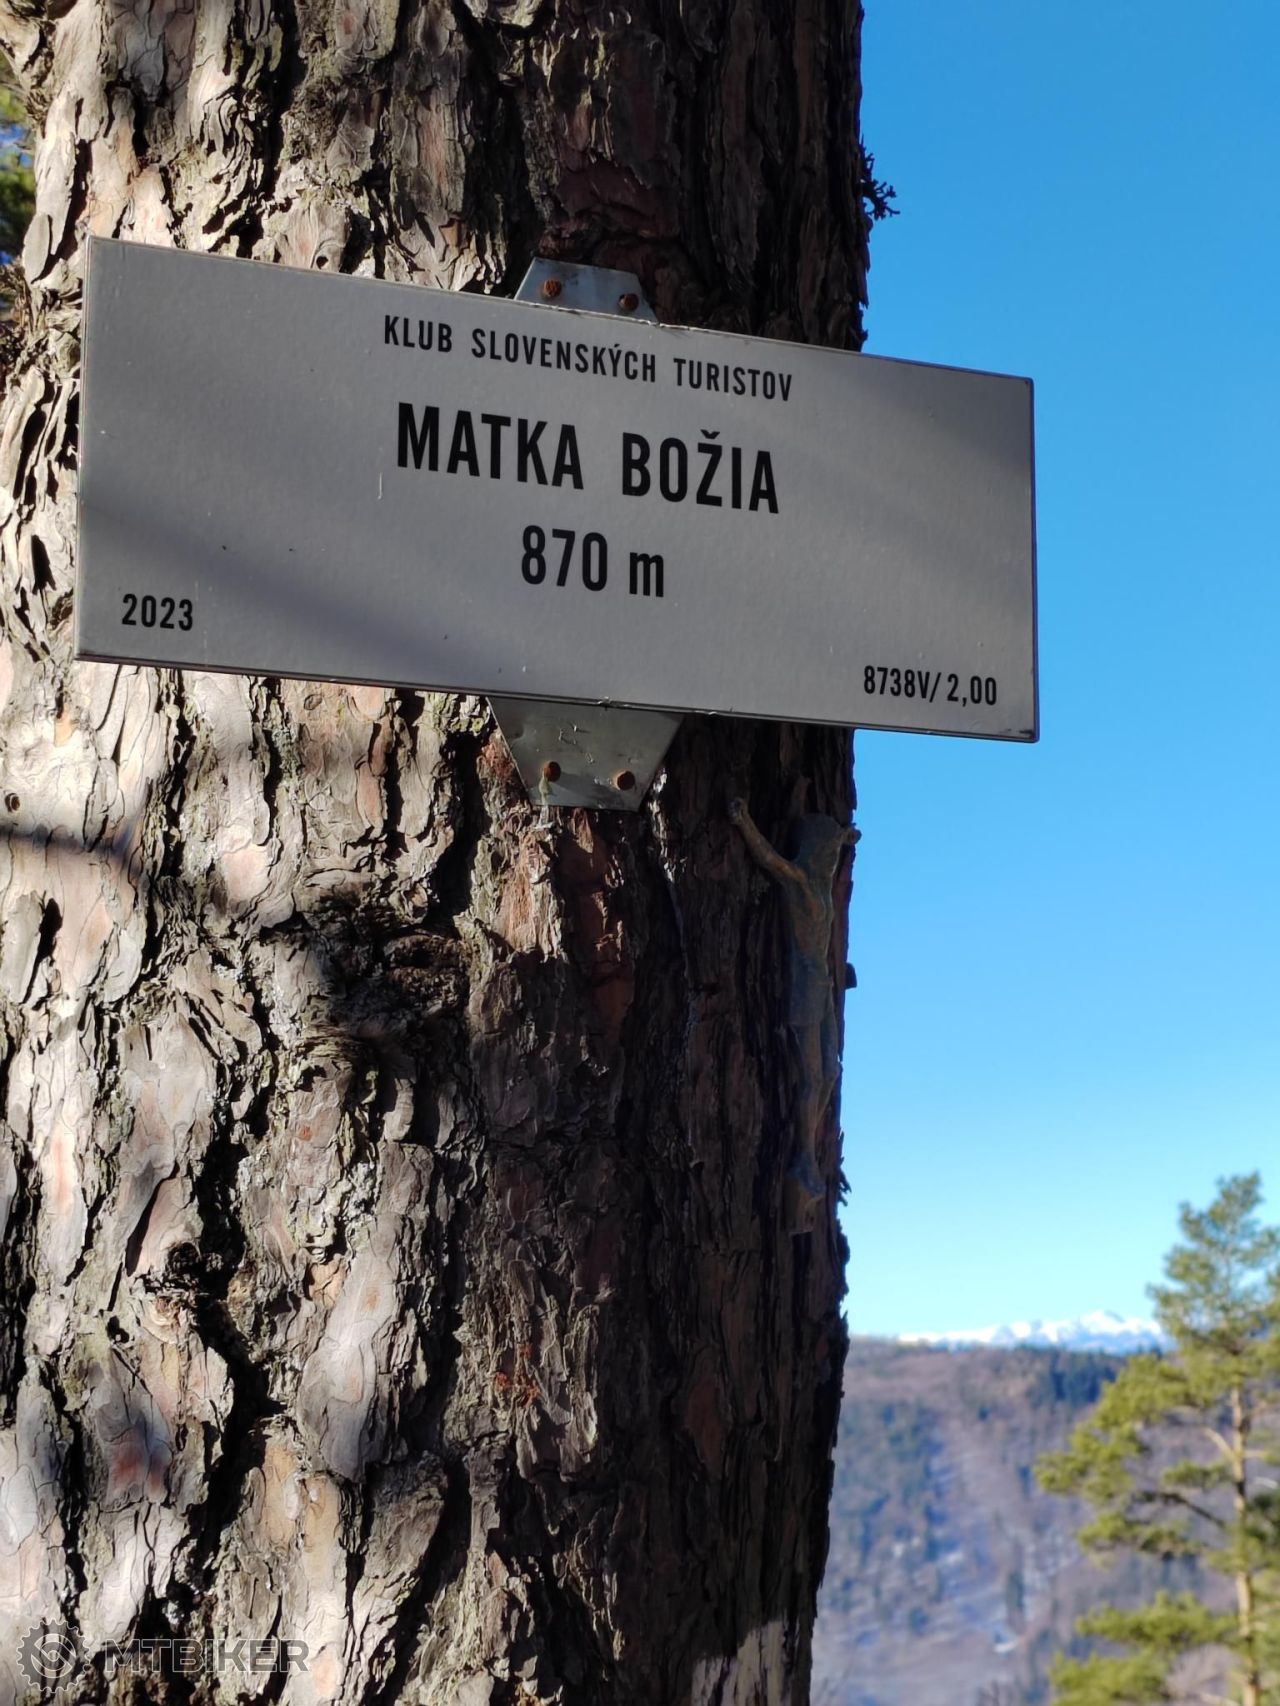 KLUB SLOVENSKÝCH TURISTOV
MATKA BOŽIA
870 m
2023
8738V/2,00
MTBIKER